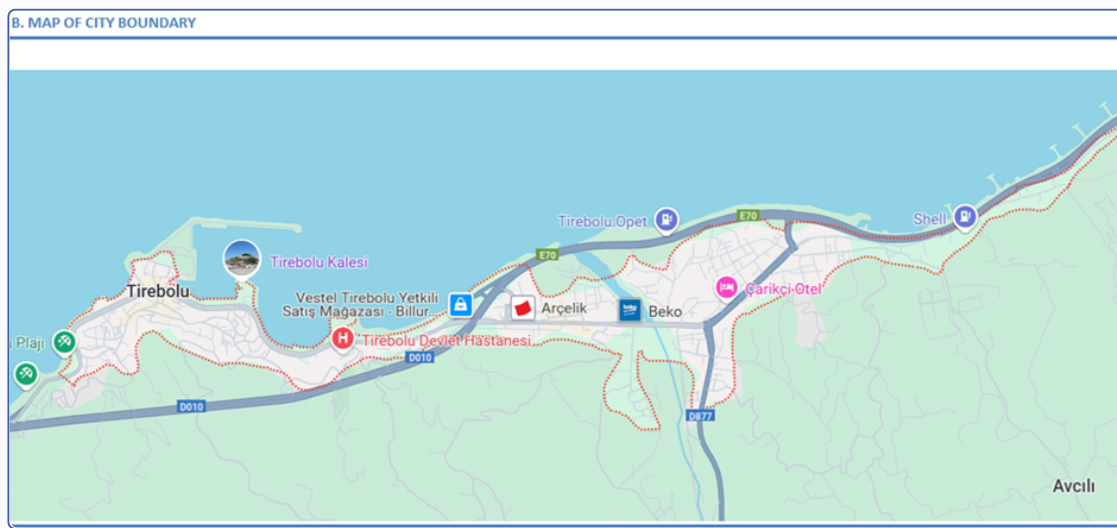 B. MAP OF CITY BOUNDARY
E70
Tirebolu Opet
Shell
E70
Tirebolu Kalesi
Tirebolu
Vestel Tirebolu Yetkili
Satış Mağazası - Billur...
Arçelik
Beko
Çarikçi Otel
Plajı
H
Tirebolu Devlet Hastanesi
D010
D010
D877
Avcılı